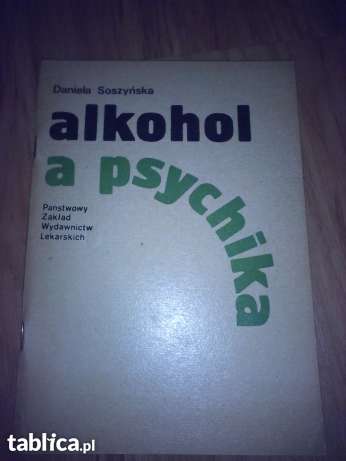 Daniela Soszyńska
alkohol
a psychika
Państwowy
Zakład
Wydawnictw
Lekarskich
tablica.pl